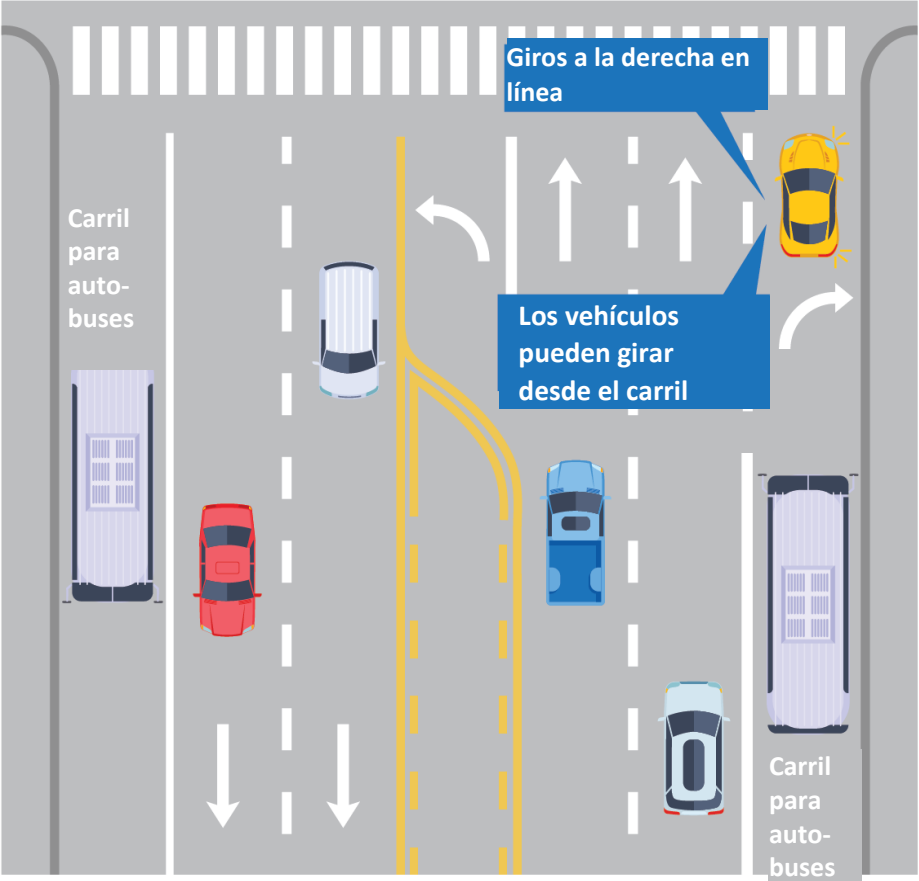 Giros a la derecha en
línea
Carril
para
auto-
buses
Los vehículos
pueden girar
desde el carril
Carril
para
auto-
buses